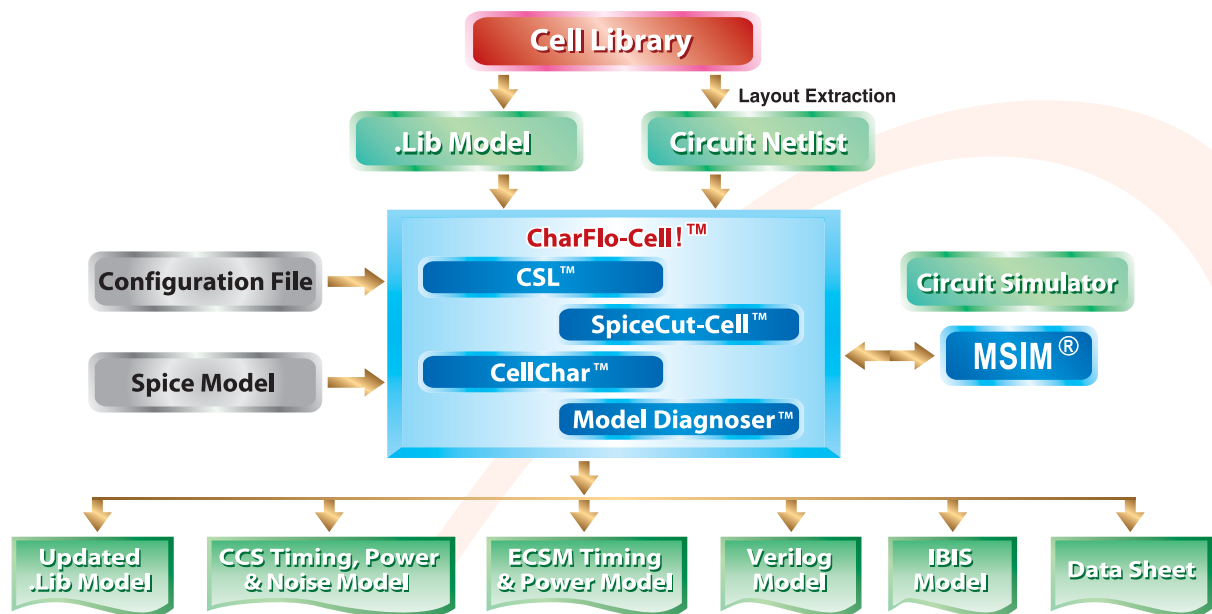 Cell Library
Layout Extraction
.Lib Model
Circuit Netlist
CharFlo-Cell!™
Configuration File
CSL™
Circuit Simulator
SpiceCut-Cell™
MSIM®
Spice Model
CellChar™
Model Diagnoser™
Updated
.Lib Model
CCS Timing, Power
& Noise Model
ECSM Timing
& Power Model
Verilog
Model
IBIS
Model
Data Sheet